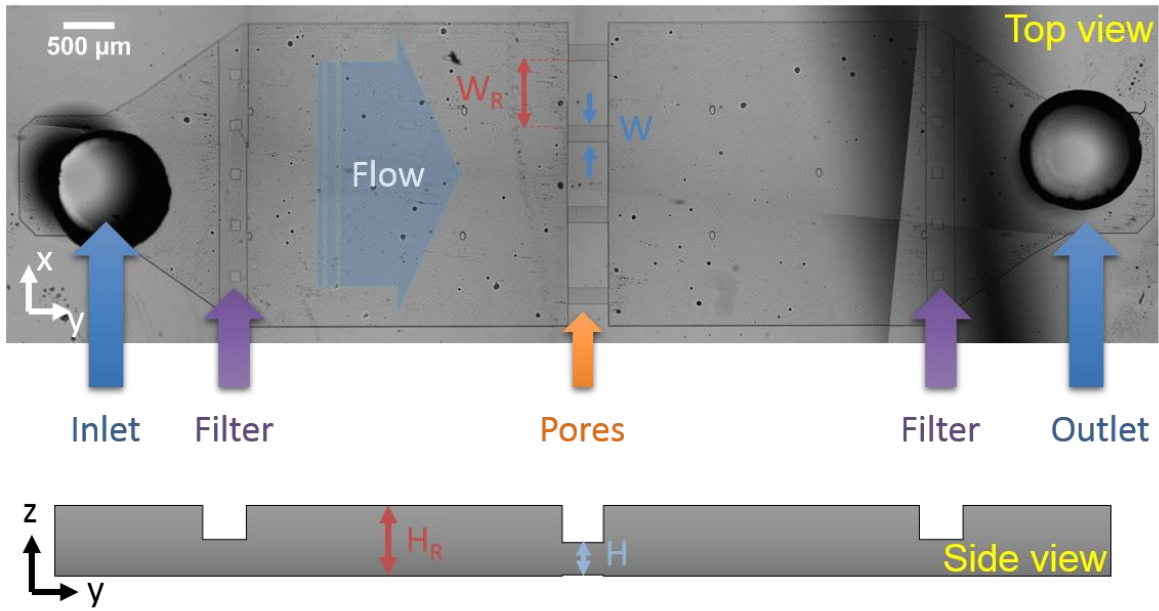 Top view
500 µm
W_R
W
Flow
x
y
Inlet
Filter
Pores
Filter
Outlet
z
H_R
H
Side view
y